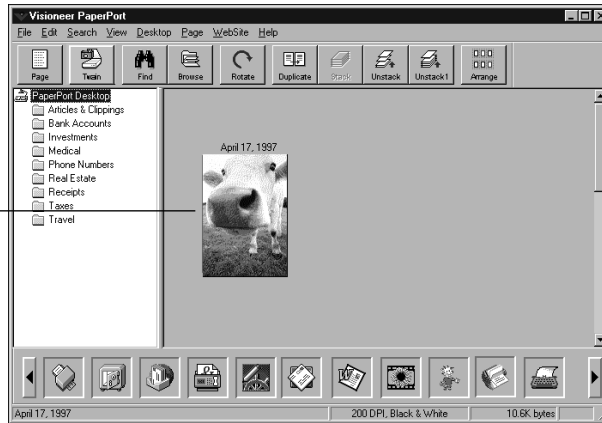 Visioneer PaperPort
File Edit Search View Desktop Page WebSite Help
Page Twain Find Browse Rotate Duplicate Stack Unstack Unstack1 Arrange
PaperPort Desktop
Articles & Clippings
Bank Accounts
Investments
Medical
Phone Numbers
Real Estate
Receipts
Taxes
Travel
April 17, 1997
April 17, 1997 200 DPI, Black & White 10.6K bytes